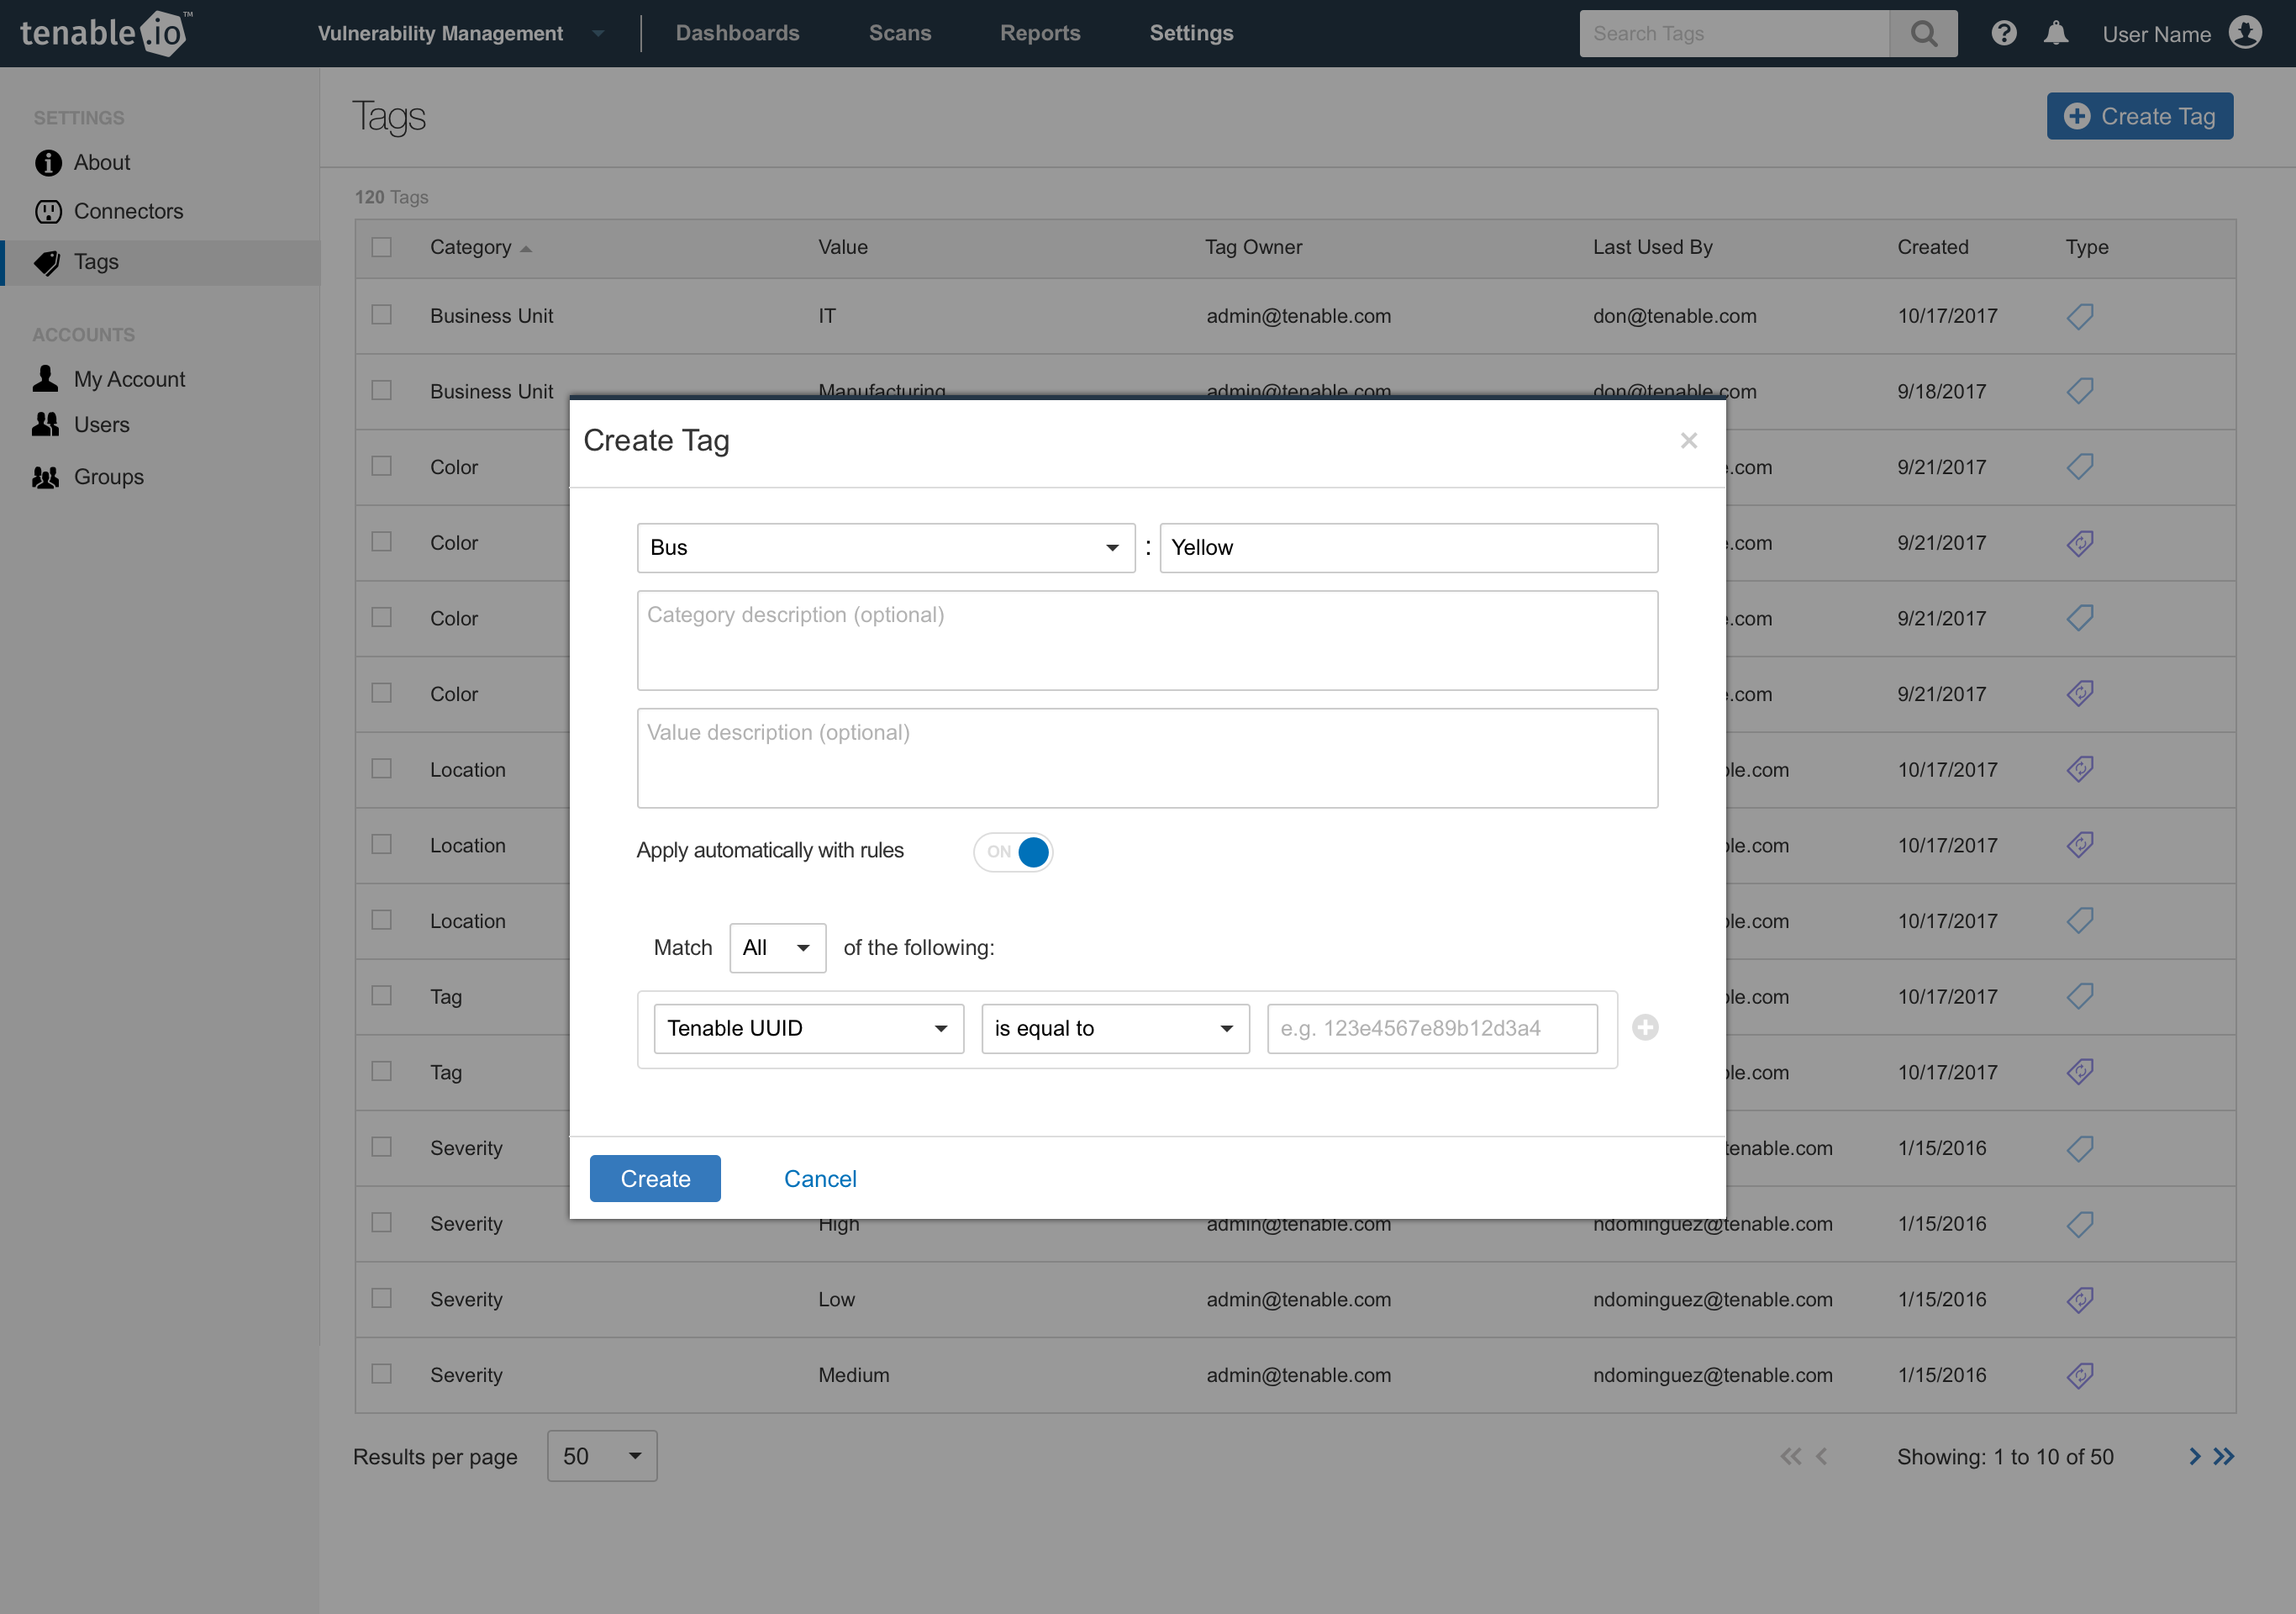 tenable.io™ Vulnerability Management Dashboards Scans Reports Settings Search Tags User Name
SETTINGS
About
Connectors
Tags
ACCOUNTS
My Account
Users
Groups
Tags
Create Tag
120 Tags
Category Value Tag Owner Last Used By Created Type
Business Unit IT admin@tenable.com don@tenable.com 10/17/2017
Business Unit Manufacturing admin@tenable.com don@tenable.com 9/18/2017
Color .com 9/21/2017
Color .com 9/21/2017
Color .com 9/21/2017
Color .com 9/21/2017
Location ble.com 10/17/2017
Location ble.com 10/17/2017
Location ble.com 10/17/2017
Tag ble.com 10/17/2017
Tag ble.com 10/17/2017
Severity tenable.com 1/15/2016
Severity High admin@tenable.com ndominguez@tenable.com 1/15/2016
Severity Low admin@tenable.com ndominguez@tenable.com 1/15/2016
Severity Medium admin@tenable.com ndominguez@tenable.com 1/15/2016
Results per page 50 Showing: 1 to 10 of 50
Create Tag
Bus : Yellow
Category description (optional)
Value description (optional)
Apply automatically with rules ON
Match All of the following:
Tenable UUID is equal to e.g. 123e4567e89b12d3a4
Create Cancel